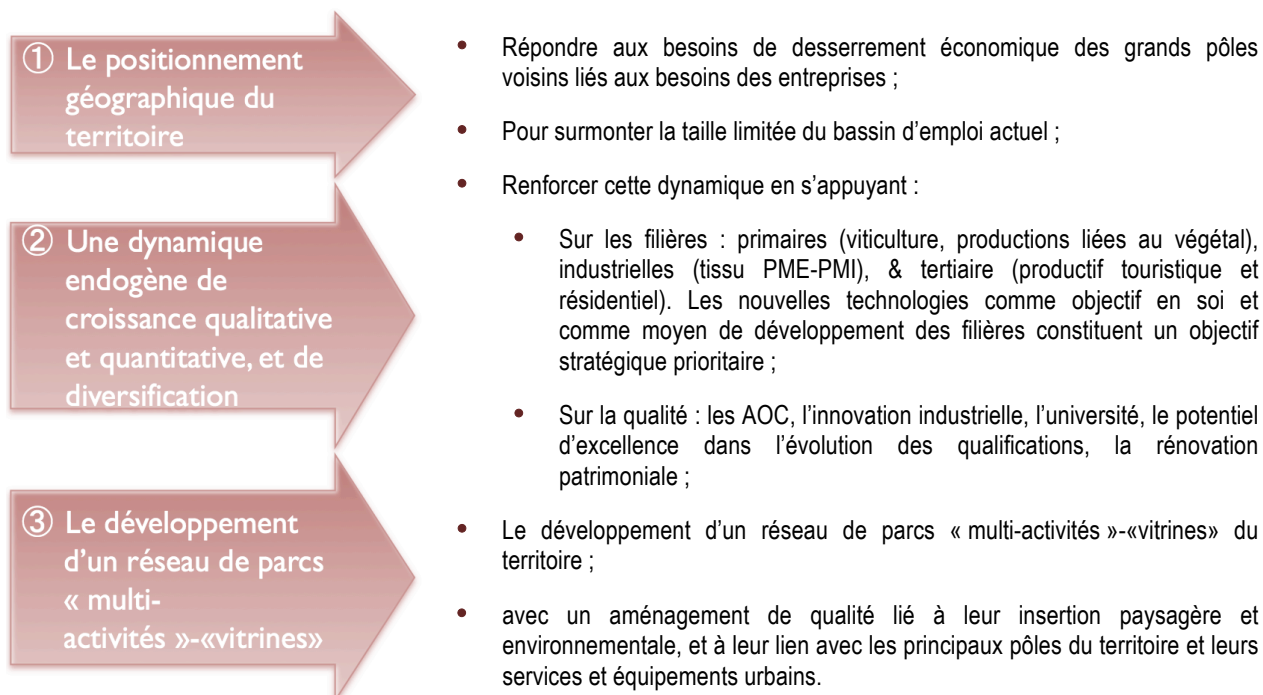 ① Le positionnement
géographique du
territoire
• Répondre aux besoins de desserrement économique des grands pôles
voisins liés aux besoins des entreprises ;
• Pour surmonter la taille limitée du bassin d’emploi actuel ;
② Une dynamique
endogène de
croissance qualitative
et quantitative, et de
diversification
• Renforcer cette dynamique en s’appuyant :
• Sur les filières : primaires (viticulture, productions liées au végétal),
industrielles (tissu PME-PMI), & tertiaire (productif touristique et
résidentiel). Les nouvelles technologies comme objectif en soi et
comme moyen de développement des filières constituent un objectif
stratégique prioritaire ;
• Sur la qualité : les AOC, l’innovation industrielle, l’université, le potentiel
d’excellence dans l’évolution des qualifications, la rénovation
patrimoniale ;
③ Le développement
d’un réseau de parcs
« multi-
activités »-«vitrines»
• Le développement d’un réseau de parcs « multi-activités »-«vitrines» du
territoire ;
• avec un aménagement de qualité lié à leur insertion paysagère et
environnementale, et à leur lien avec les principaux pôles du territoire et leurs
services et équipements urbains.